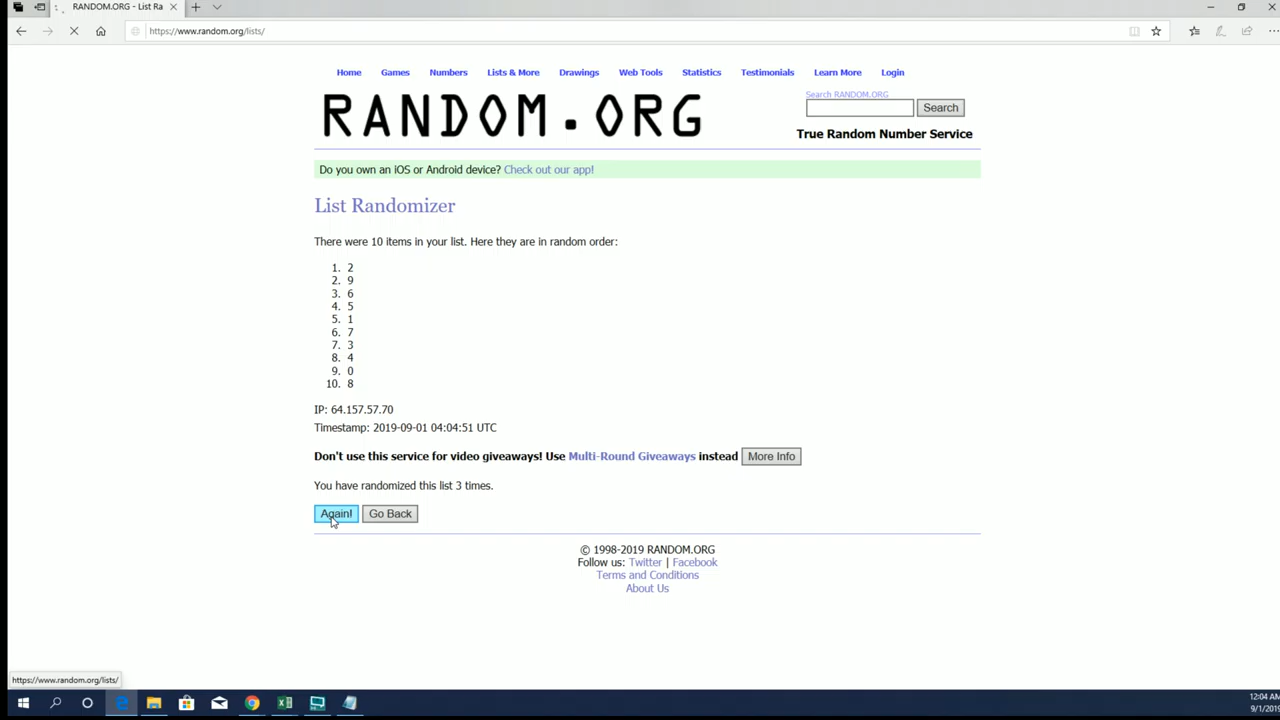 RANDOM.ORG - List Ra
https://www.random.org/lists/
Home Games Numbers Lists & More Drawings Web Tools Statistics Testimonials Learn More Login
RANDOM.ORG
Search RANDOM.ORG
Search
True Random Number Service
Do you own an iOS or Android device? Check out our app!
List Randomizer
There were 10 items in your list. Here they are in random order:
1. 2
2. 9
3. 6
4. 5
5. 1
6. 7
7. 3
8. 4
9. 0
10. 8
IP: 64.157.57.70
Timestamp: 2019-09-01 04:04:51 UTC
Don't use this service for video giveaways! Use Multi-Round Giveaways instead More Info
You have randomized this list 3 times.
Again! Go Back
© 1998-2019 RANDOM.ORG
Follow us: Twitter | Facebook
Terms and Conditions
About Us
https://www.random.org/lists/
12:04 AM
9/1/2019